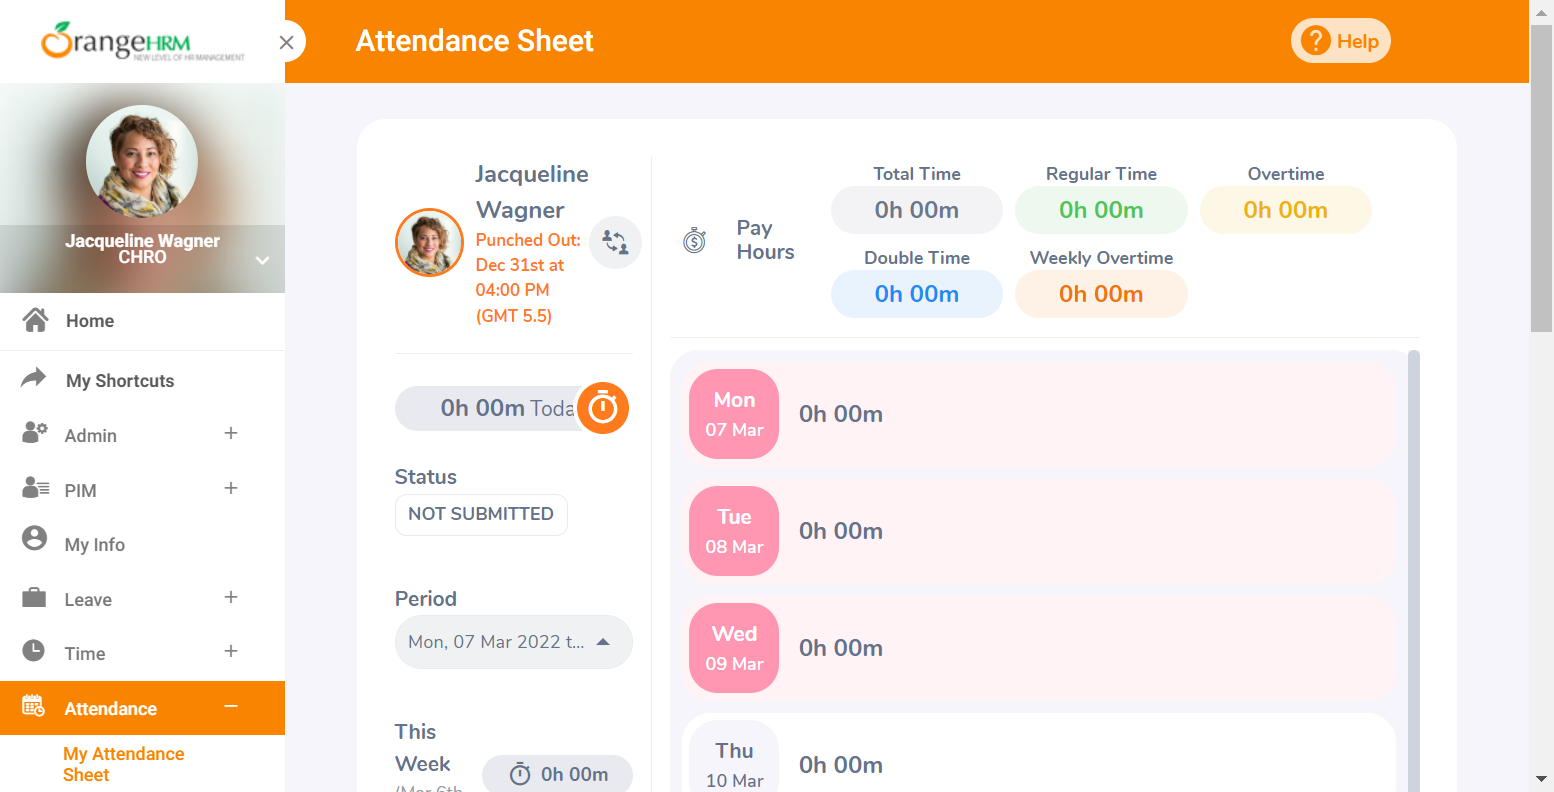 OrangeHRM
NEW LEVEL OF HR MANAGEMENT
Attendance Sheet
? Help
Jacqueline Wagner
CHRO
Home
My Shortcuts
Admin
PIM
My Info
Leave
Time
Attendance
My Attendance
Sheet
Jacqueline
Wagner
Punched Out:
Dec 31st at
04:00 PM
(GMT 5.5)
0h 00m Toda
Status
NOT SUBMITTED
Period
Mon, 07 Mar 2022 t...
This
Week
(Mar 6th
0h 00m
Pay
Hours
Total Time
0h 00m
Regular Time
0h 00m
Overtime
0h 00m
Double Time
0h 00m
Weekly Overtime
0h 00m
Mon
07 Mar
0h 00m
Tue
08 Mar
0h 00m
Wed
09 Mar
0h 00m
Thu
10 Mar
0h 00m